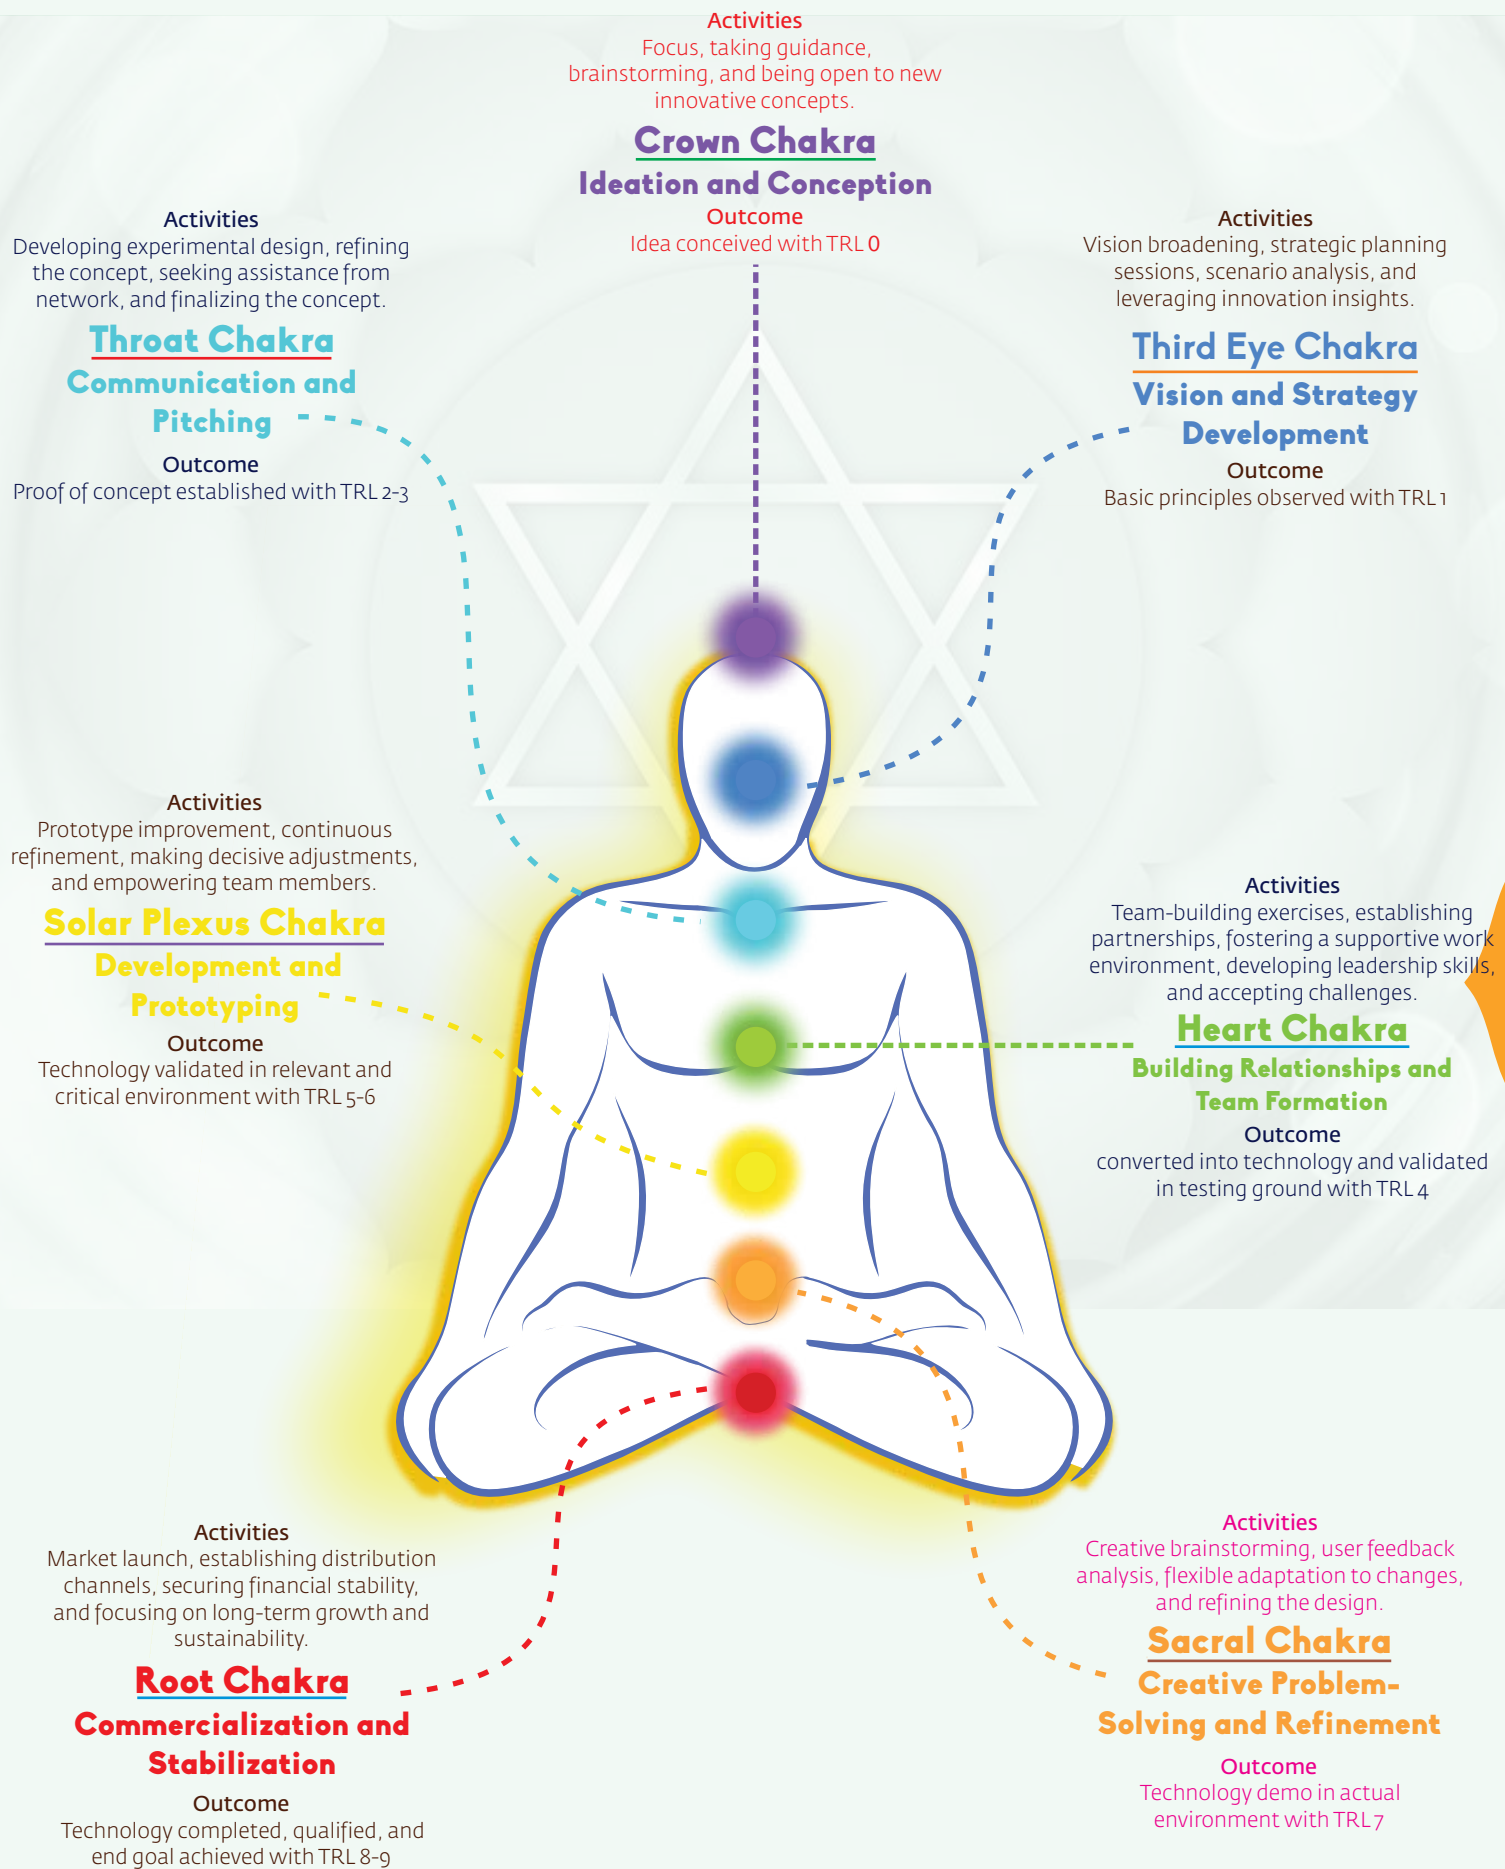 Activities
Focus, taking guidance,
brainstorming, and being open to new
innovative concepts.
Crown Chakra
Ideation and Conception
Outcome
Idea conceived with TRL 0
Activities
Developing experimental design, refining
the concept, seeking assistance from
network, and finalizing the concept.
Throat Chakra
Communication and
Pitching
Outcome
Proof of concept established with TRL 2-3
Activities
Vision broadening, strategic planning
sessions, scenario analysis, and
leveraging innovation insights.
Third Eye Chakra
Vision and Strategy
Development
Outcome
Basic principles observed with TRL 1
Activities
Prototype improvement, continuous
refinement, making decisive adjustments,
and empowering team members.
Solar Plexus Chakra
Development and
Prototyping
Outcome
Technology validated in relevant and
critical environment with TRL 5-6
Activities
Team-building exercises, establishing
partnerships, fostering a supportive work
environment, developing leadership skills,
and accepting challenges.
Heart Chakra
Building Relationships and
Team Formation
Outcome
converted into technology and validated
in testing ground with TRL 4
Activities
Market launch, establishing distribution
channels, securing financial stability,
and focusing on long-term growth and
sustainability.
Root Chakra
Commercialization and
Stabilization
Outcome
Technology completed, qualified, and
end goal achieved with TRL 8-9
Activities
Creative brainstorming, user feedback
analysis, flexible adaptation to changes,
and refining the design.
Sacral Chakra
Creative Problem-
Solving and Refinement
Outcome
Technology demo in actual
environment with TRL 7